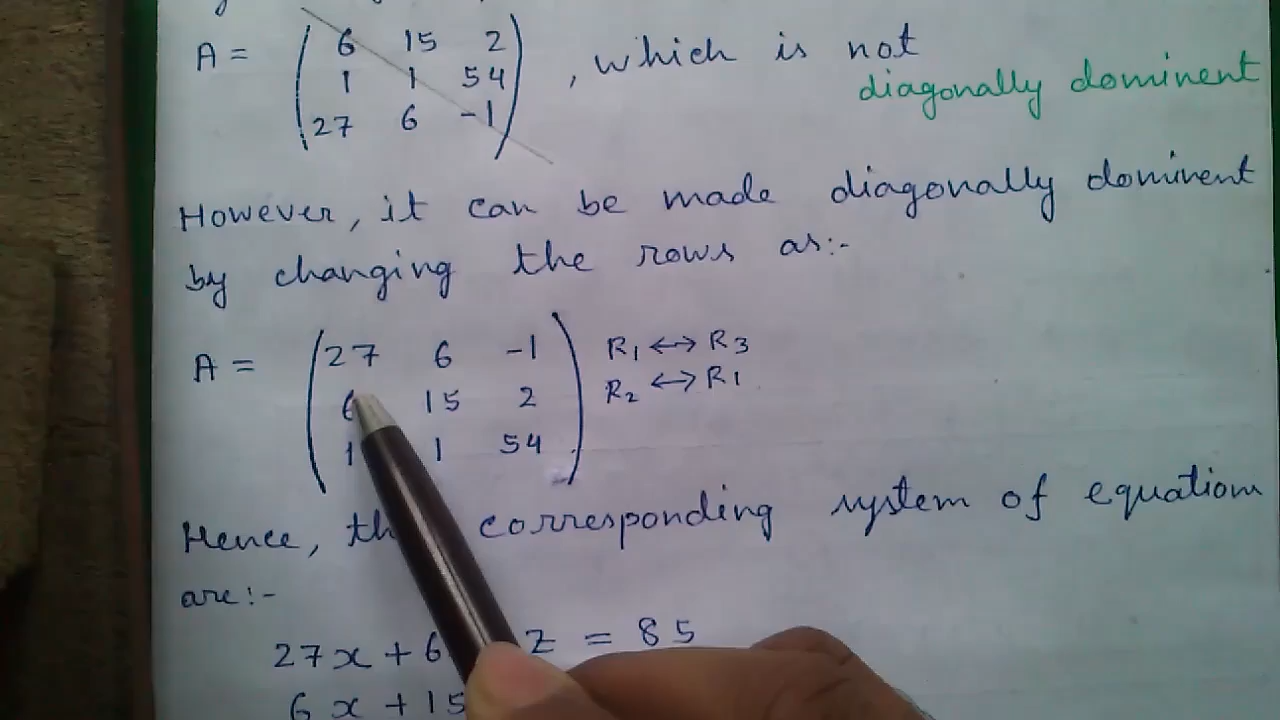 A = ( 6 15 2
1 1 54
27 6 -1 ) , which is not
diagonally dominent
However, it can be made diagonally dominent
by changing the rows as:-
A = ( 27 6 -1
6 15 2
1 1 54 )
R1 ↔ R3
R2 ↔ R1
Hence, corresponding system of equation
are:-
27x + 6 z = 85
6x + 15